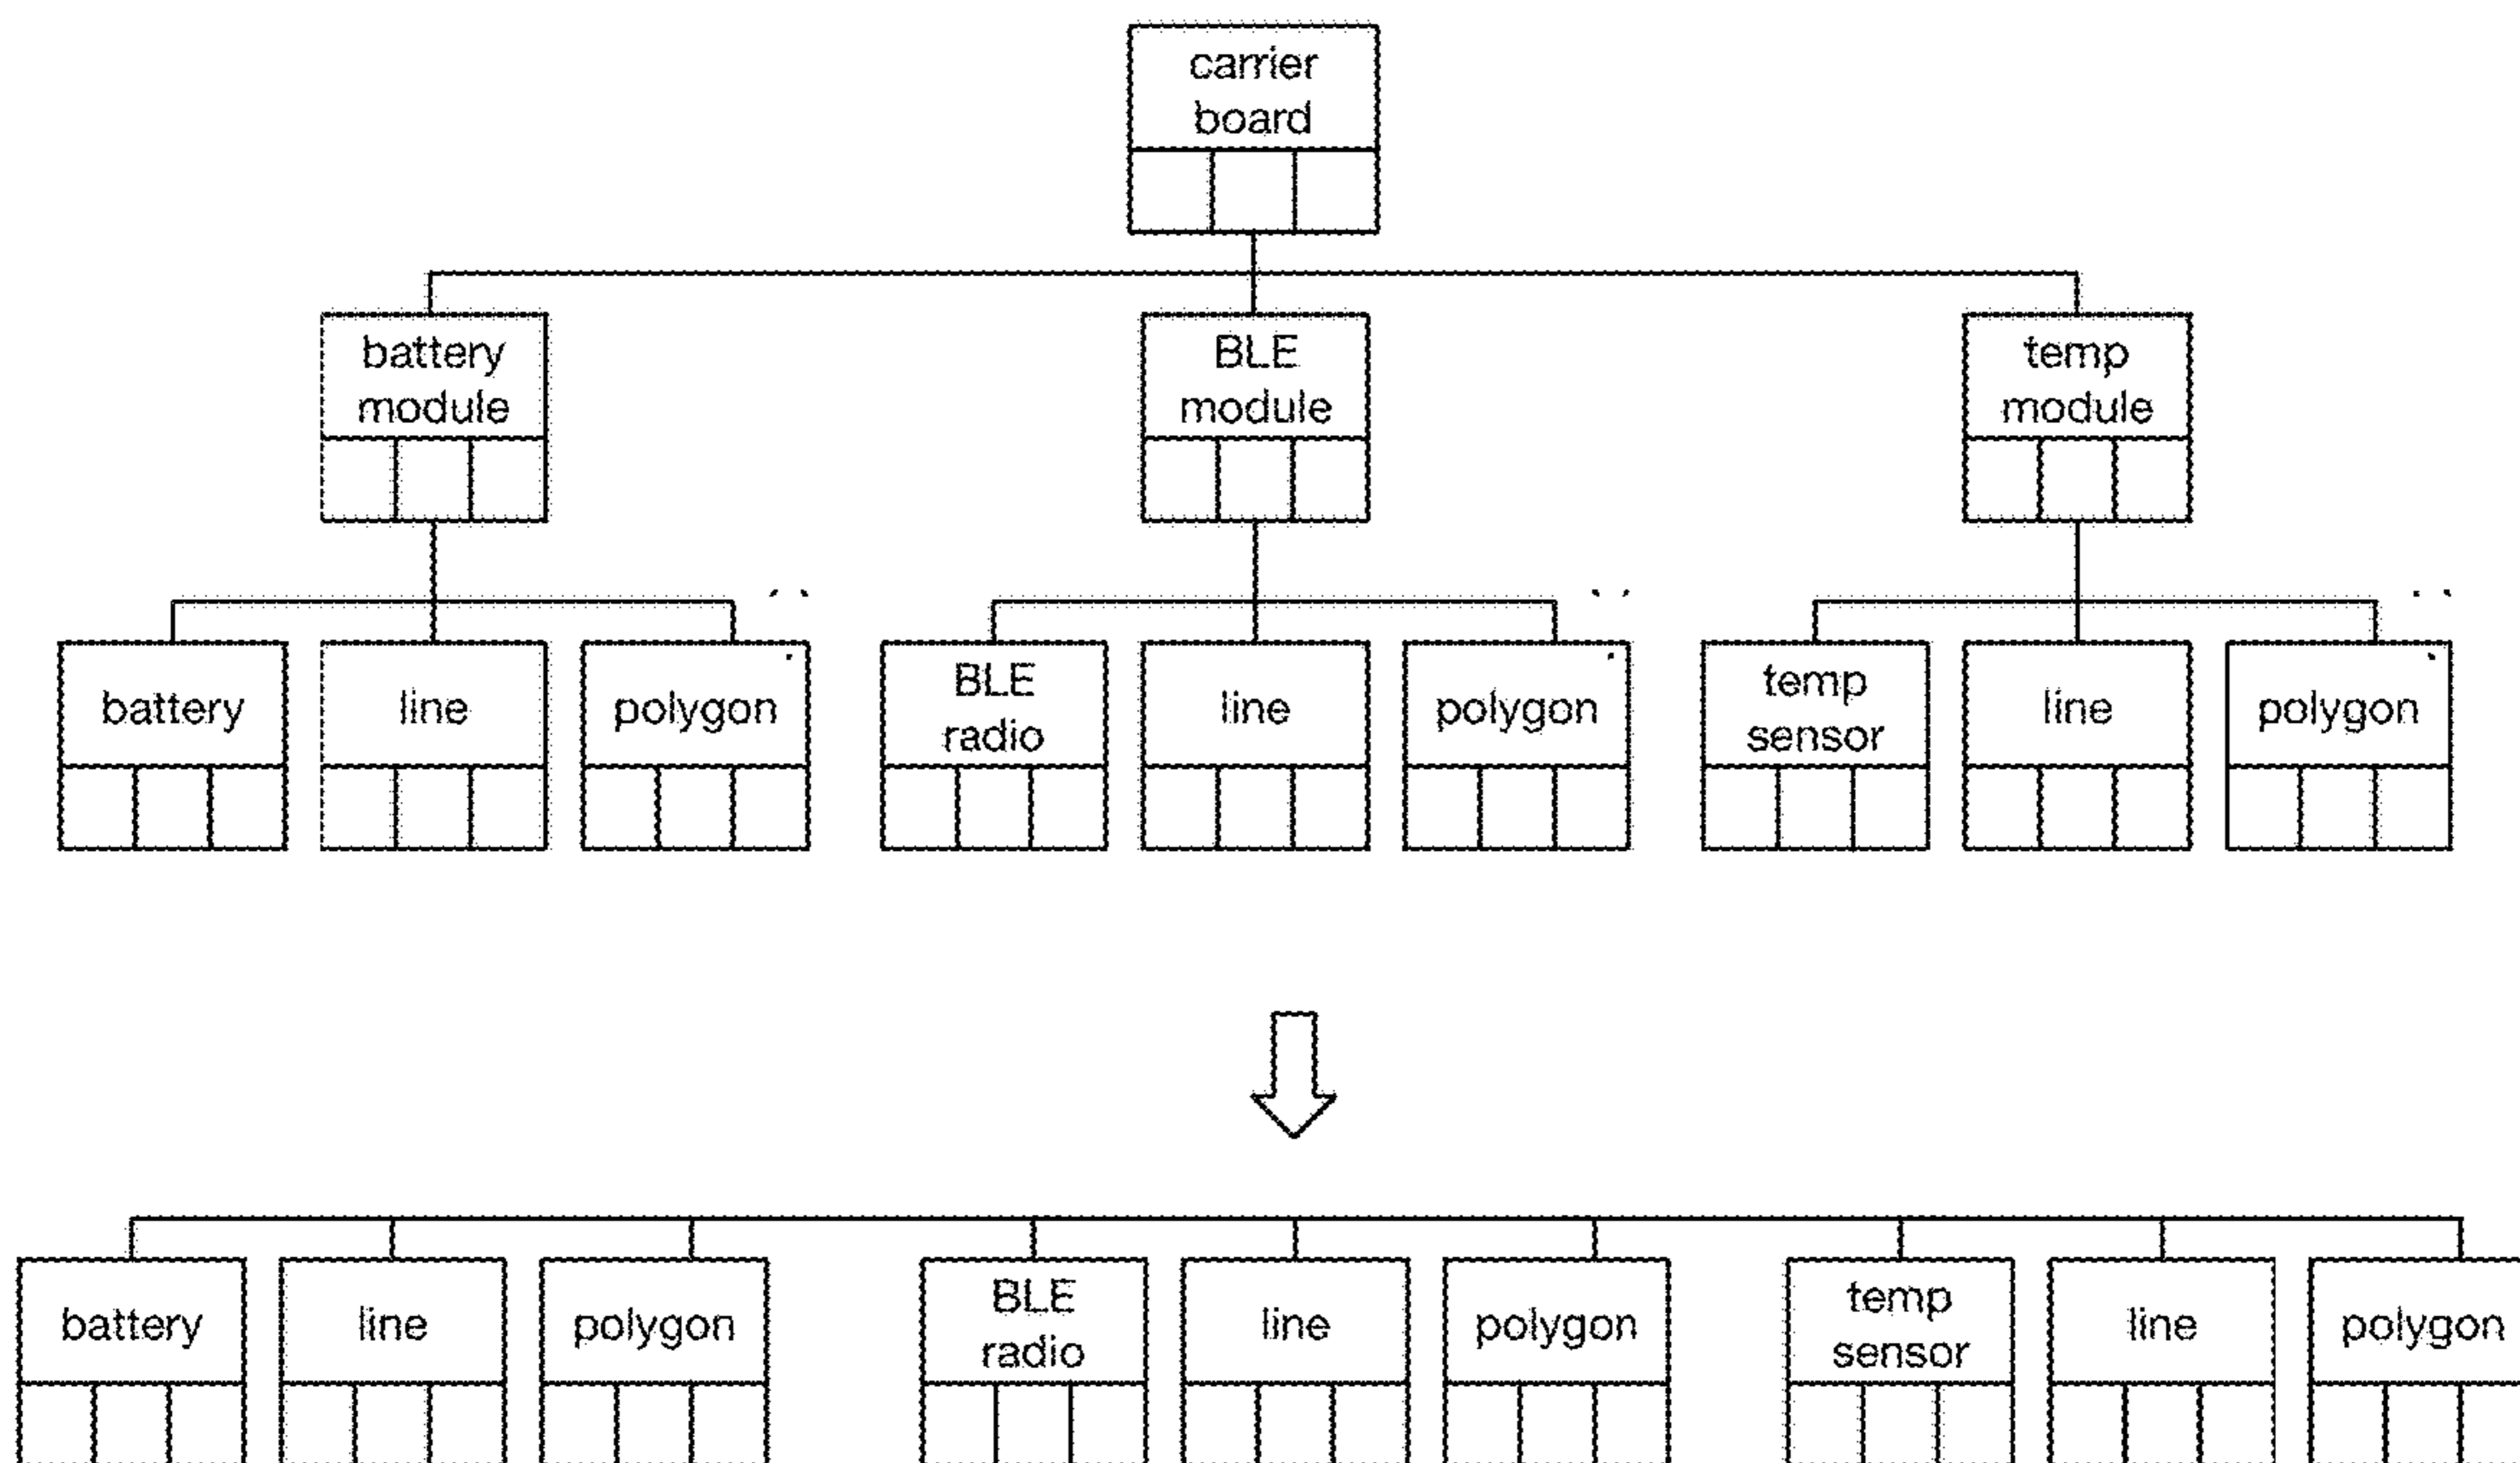 carrier
board
battery
module
BLE
module
temp
module
battery
line
polygon
BLE
radio
line
polygon
temp
sensor
line
polygon
battery
line
polygon
BLE
radio
line
polygon
temp
sensor
line
polygon